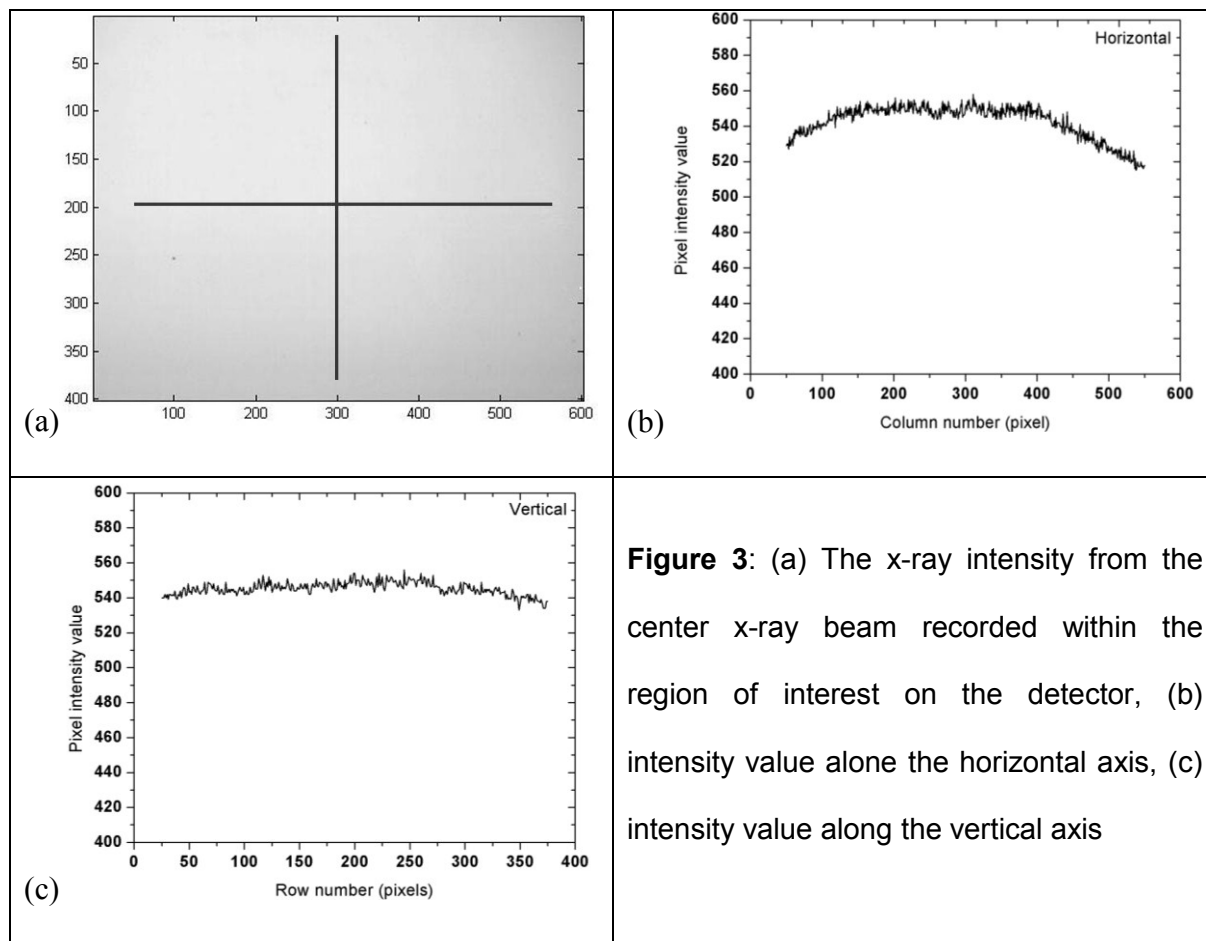 50
100
150
200
250
300
350
400
100 200 300 400 500 600
(a)
Horizontal
600
580
560
540
520
500
480
460
440
420
400
0 100 200 300 400 500 600
Pixel intensity value
Column number (pixel)
(b)
Vertical
600
580
560
540
520
500
480
460
440
420
400
0 50 100 150 200 250 300 350 400
Pixel intensity value
Row number (pixels)
(c)
Figure 3: (a) The x-ray intensity from the
center x-ray beam recorded within the
region of interest on the detector, (b)
intensity value alone the horizontal axis, (c)
intensity value along the vertical axis